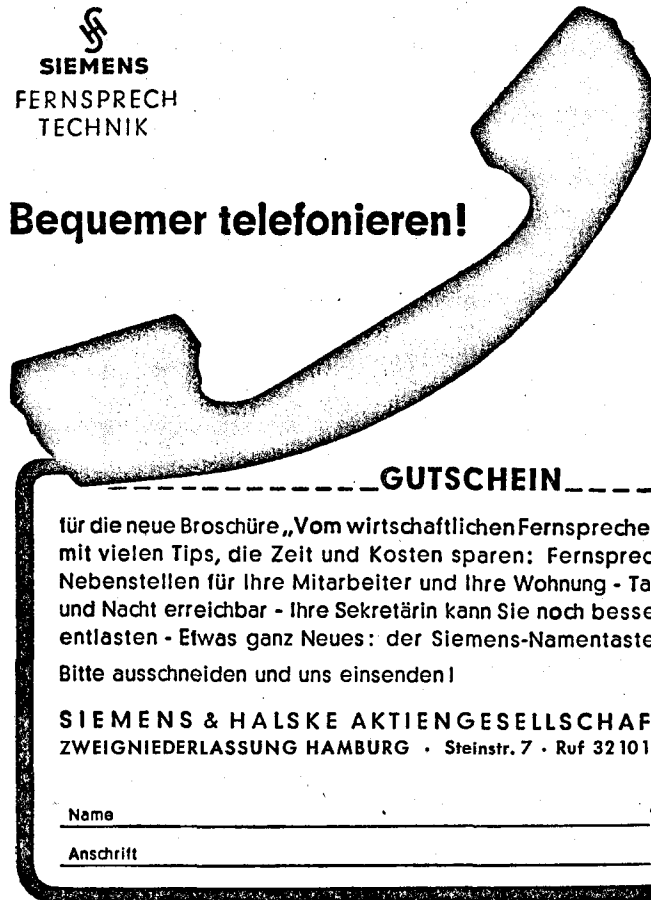 SIEMENS
FERNSPRECH
TECHNIK
Bequemer telefonieren!
GUTSCHEIN
für die neue Broschüre „Vom wirtschaftlichen Fernspreche
mit vielen Tips, die Zeit und Kosten sparen: Fernsprec
Nebenstellen für Ihre Mitarbeiter und Ihre Wohnung - Ta
und Nacht erreichbar - Ihre Sekretärin kann Sie noch besse
entlasten - Etwas ganz Neues: der Siemens-Namentaste
Bitte ausschneiden und uns einsenden!
SIEMENS & HALSKE AKTIENGESELLSCHAF
ZWEIGNIEDERLASSUNG HAMBURG · Steinstr. 7 · Ruf 32101
Name
Anschrift